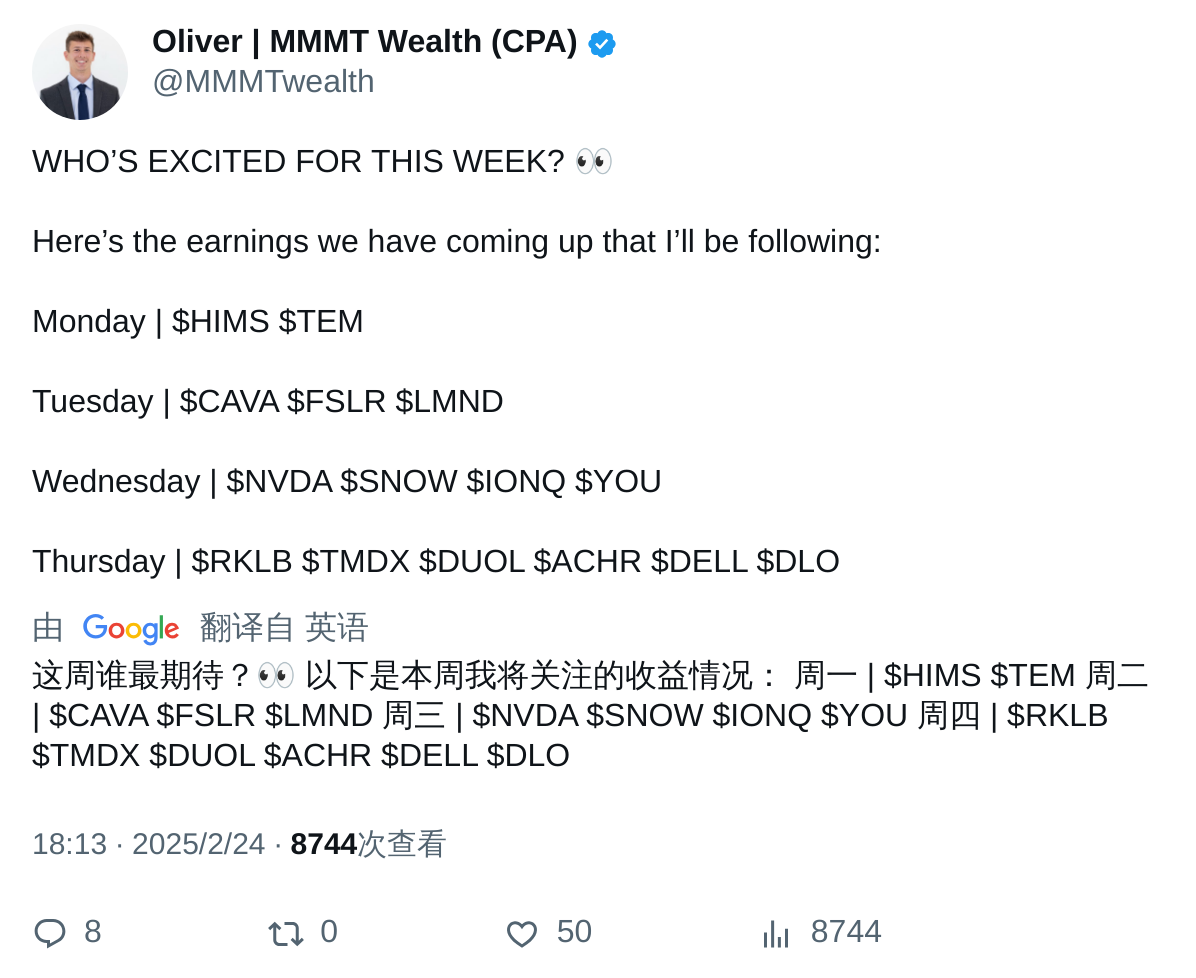 Oliver | MMMT Wealth (CPA)
@MMMTwealth
WHO’S EXCITED FOR THIS WEEK? 👀
Here’s the earnings we have coming up that I’ll be following:
Monday | $HIMS $TEM
Tuesday | $CAVA $FSLR $LMND
Wednesday | $NVDA $SNOW $IONQ $YOU
Thursday | $RKLB $TMDX $DUOL $ACHR $DELL $DLO
由 Google 翻译自 英语
这周谁最期待？👀 以下是本周我将关注的收益情况： 周一 | $HIMS $TEM 周二
| $CAVA $FSLR $LMND 周三 | $NVDA $SNOW $IONQ $YOU 周四 | $RKLB
$TMDX $DUOL $ACHR $DELL $DLO
18:13 · 2025/2/24 · 8744次查看
8 0 50 8744